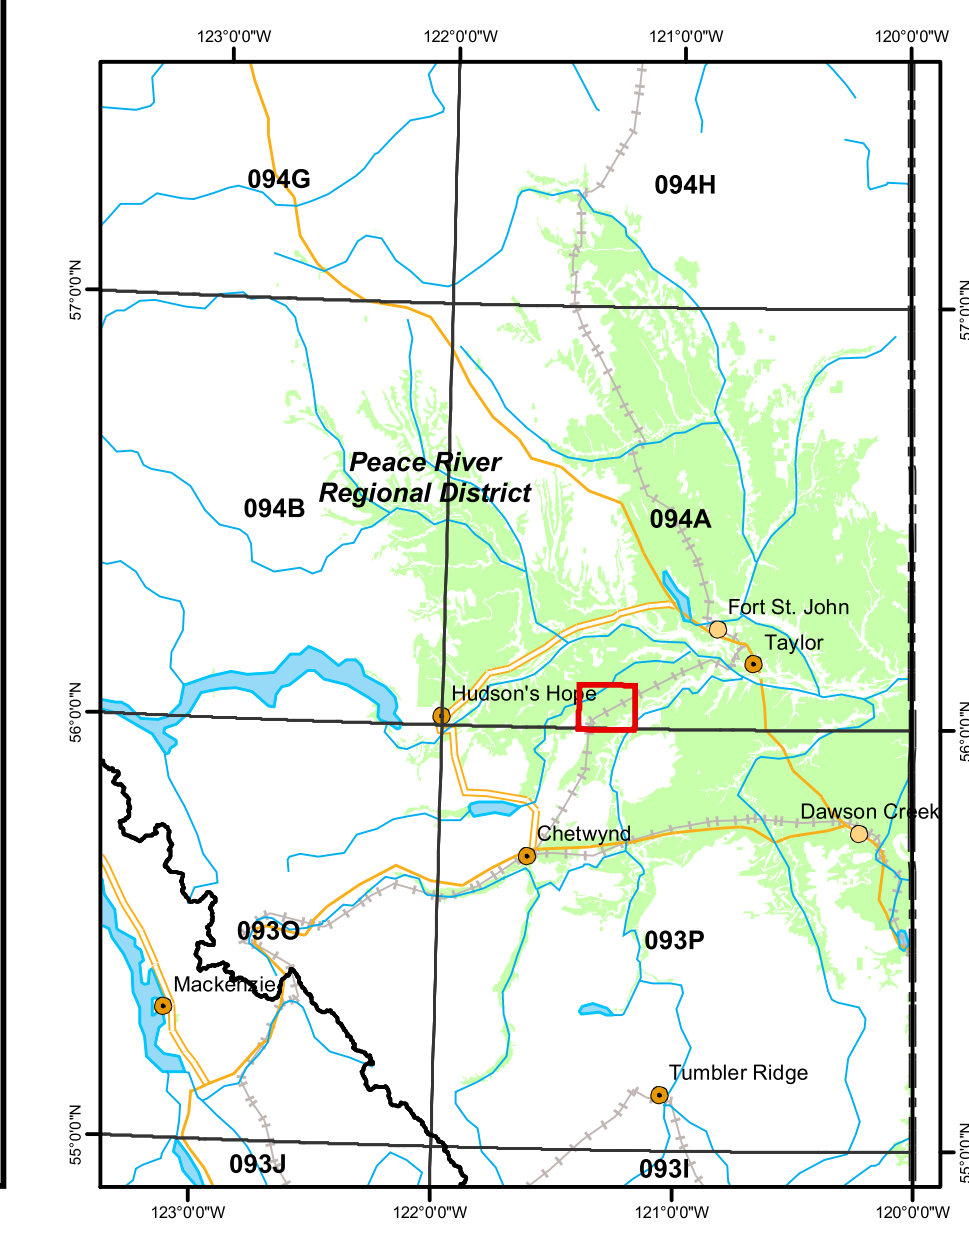 123°0'0"W 122°0'0"W 121°0'0"W 120°0'0"W
094G
094H
57°0'0"N
57°0'0"N
Peace River
Regional District
094B
094A
Fort St. John
Taylor
Hudson's Hope
56°0'0"N
56°0'0"N
Dawson Creek
Chetwynd
093O
093P
Mackenzie
Tumbler Ridge
55°0'0"N
55°0'0"N
093J
093I
123°0'0"W 122°0'0"W 121°0'0"W 120°0'0"W